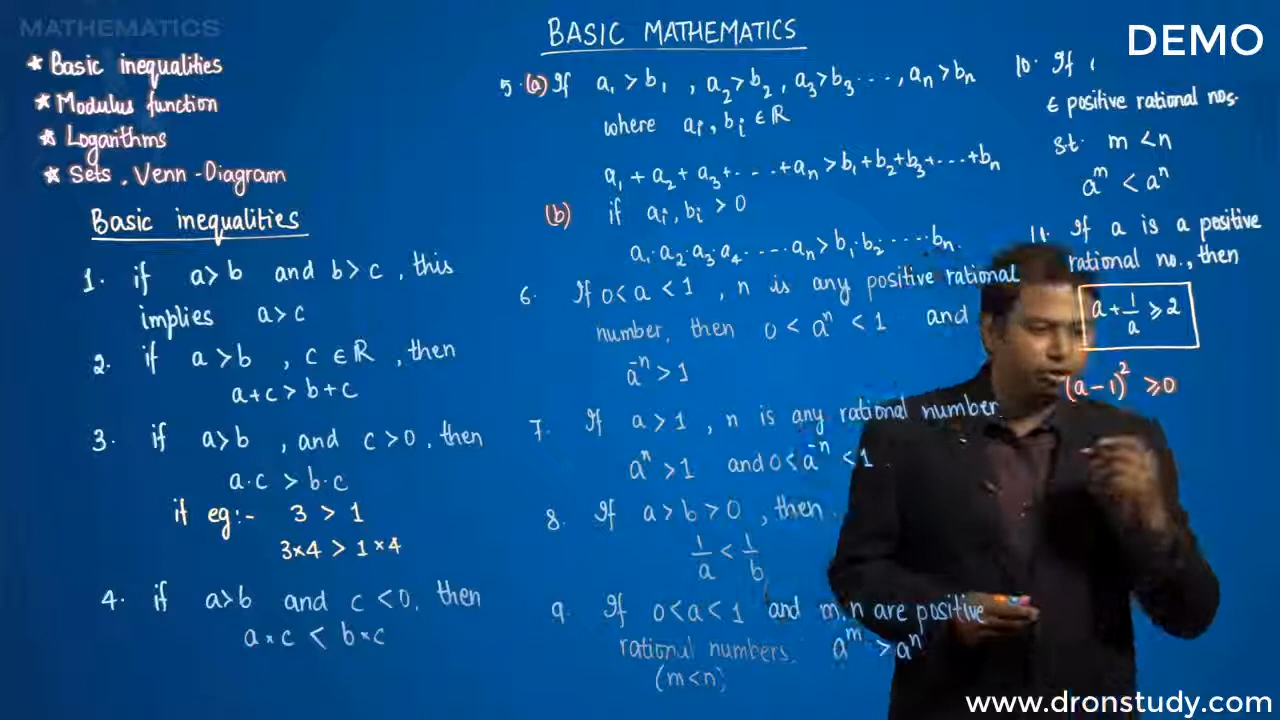 MATHEMATICS
DEMO
BASIC MATHEMATICS
* Basic inequalities
* Modulus function
* Logarithms
* Sets, Venn-Diagram
Basic inequalities
1. if a>b and b>c, this
implies a>c
2. if a>b, c∈ℝ, then
a+c > b+c
3. if a>b, and c>0, then
a·c > b·c
if eg:- 3 > 1
3×4 > 1×4
4. if a>b and c<0, then
a×c < b×c
5. (a) If a₁>b₁, a₂>b₂, a₃>b₃ ..., aₙ>bₙ
where aᵢ, bᵢ ∈ℝ
a₁+a₂+a₃+...+aₙ > b₁+b₂+b₃+...+bₙ
(b) if aᵢ, bᵢ > 0
a₁·a₂·a₃·a₄.....aₙ > b₁·b₂.....bₙ.
6. If 0<a<1, n is any positive rational
number, then 0 < aⁿ < 1 and
a⁻ⁿ > 1
7. If a>1, n is any rational number
aⁿ > 1 and 0 < a⁻ⁿ < 1
8. If a>b>0, then
1/a < 1/b
9. If 0<a<1 and m,n are positive
rational numbers. aᵐ > aⁿ
(m<n)
10. If
∈ positive rational nos.
s.t. m<n
aᵐ < aⁿ
11. If a is a positive
rational no., then
a + 1/a ≥ 2
(a-1)² ≥0
www.dronstudy.com